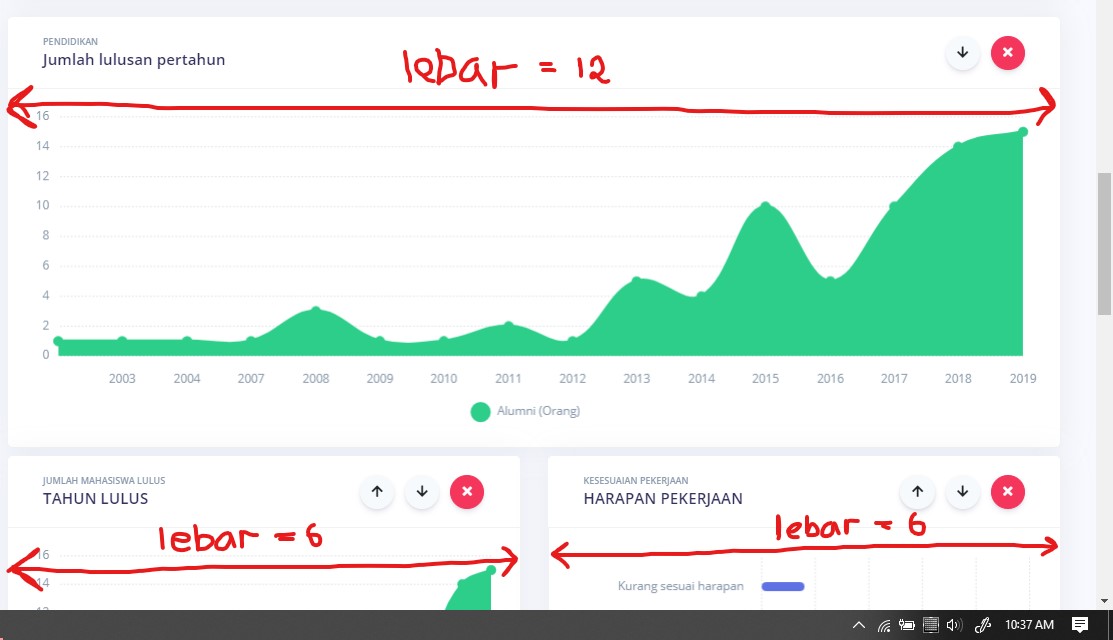 PENDIDIKAN
Jumlah lulusan pertahun
lebar = 12
16
14
12
10
8
6
4
2
0
2003 2004 2007 2008 2009 2010 2011 2012 2013 2014 2015 2016 2017 2018 2019
Alumni (Orang)
JUMLAH MAHASISWA LULUS
TAHUN LULUS
lebar = 6
16
14
KESESUAIAN PEKERJAAN
HARAPAN PEKERJAAN
lebar = 6
Kurang sesuai harapan
10:37 AM